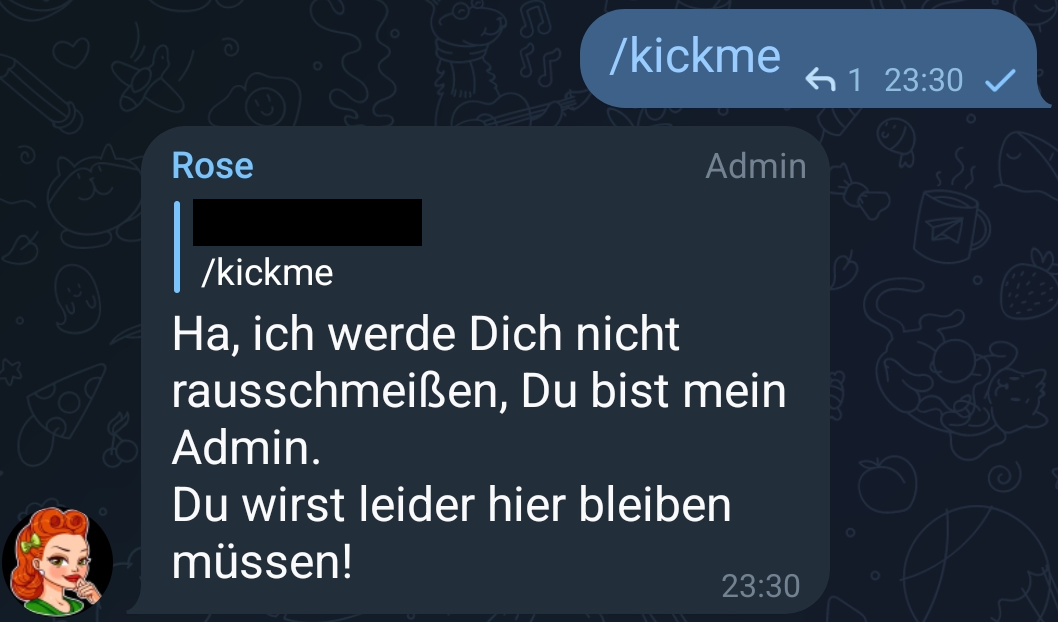 /kickme
1 23:30
Rose Admin
/kickme
Ha, ich werde Dich nicht
rausschmeißen, Du bist mein
Admin.
Du wirst leider hier bleiben
müssen!
23:30